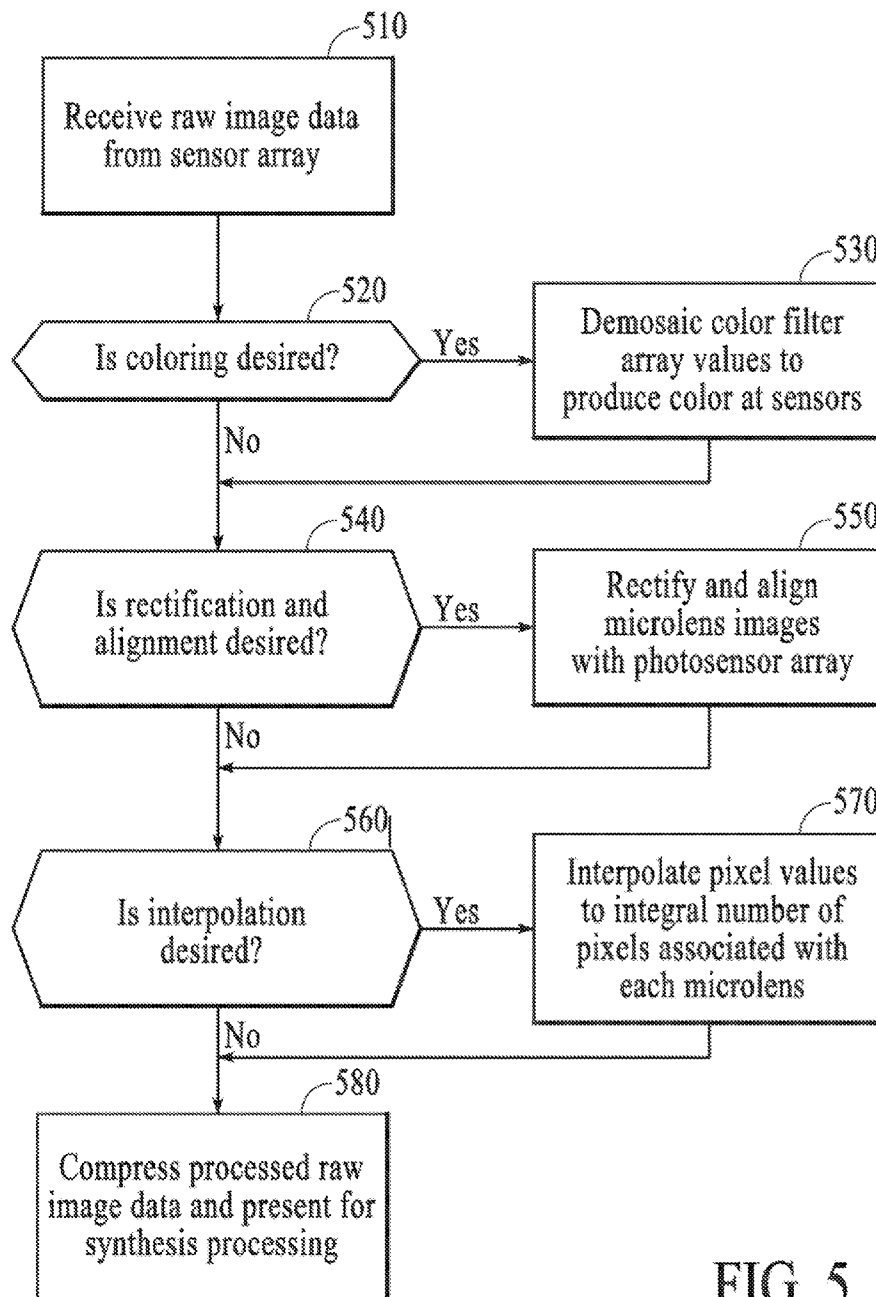 510
Receive raw image data
from sensor array
520
Is coloring desired?
Yes
530
Demosaic color filter
array values to
produce color at sensors
No
540
Is rectification and
alignment desired?
Yes
550
Rectify and align
microlens images
with photosensor array
No
560
Is interpolation
desired?
Yes
570
Interpolate pixel values
to integral number of
pixels associated with
each microlens
No
580
Compress processed raw
image data and present for
synthesis processing
FIG. 5